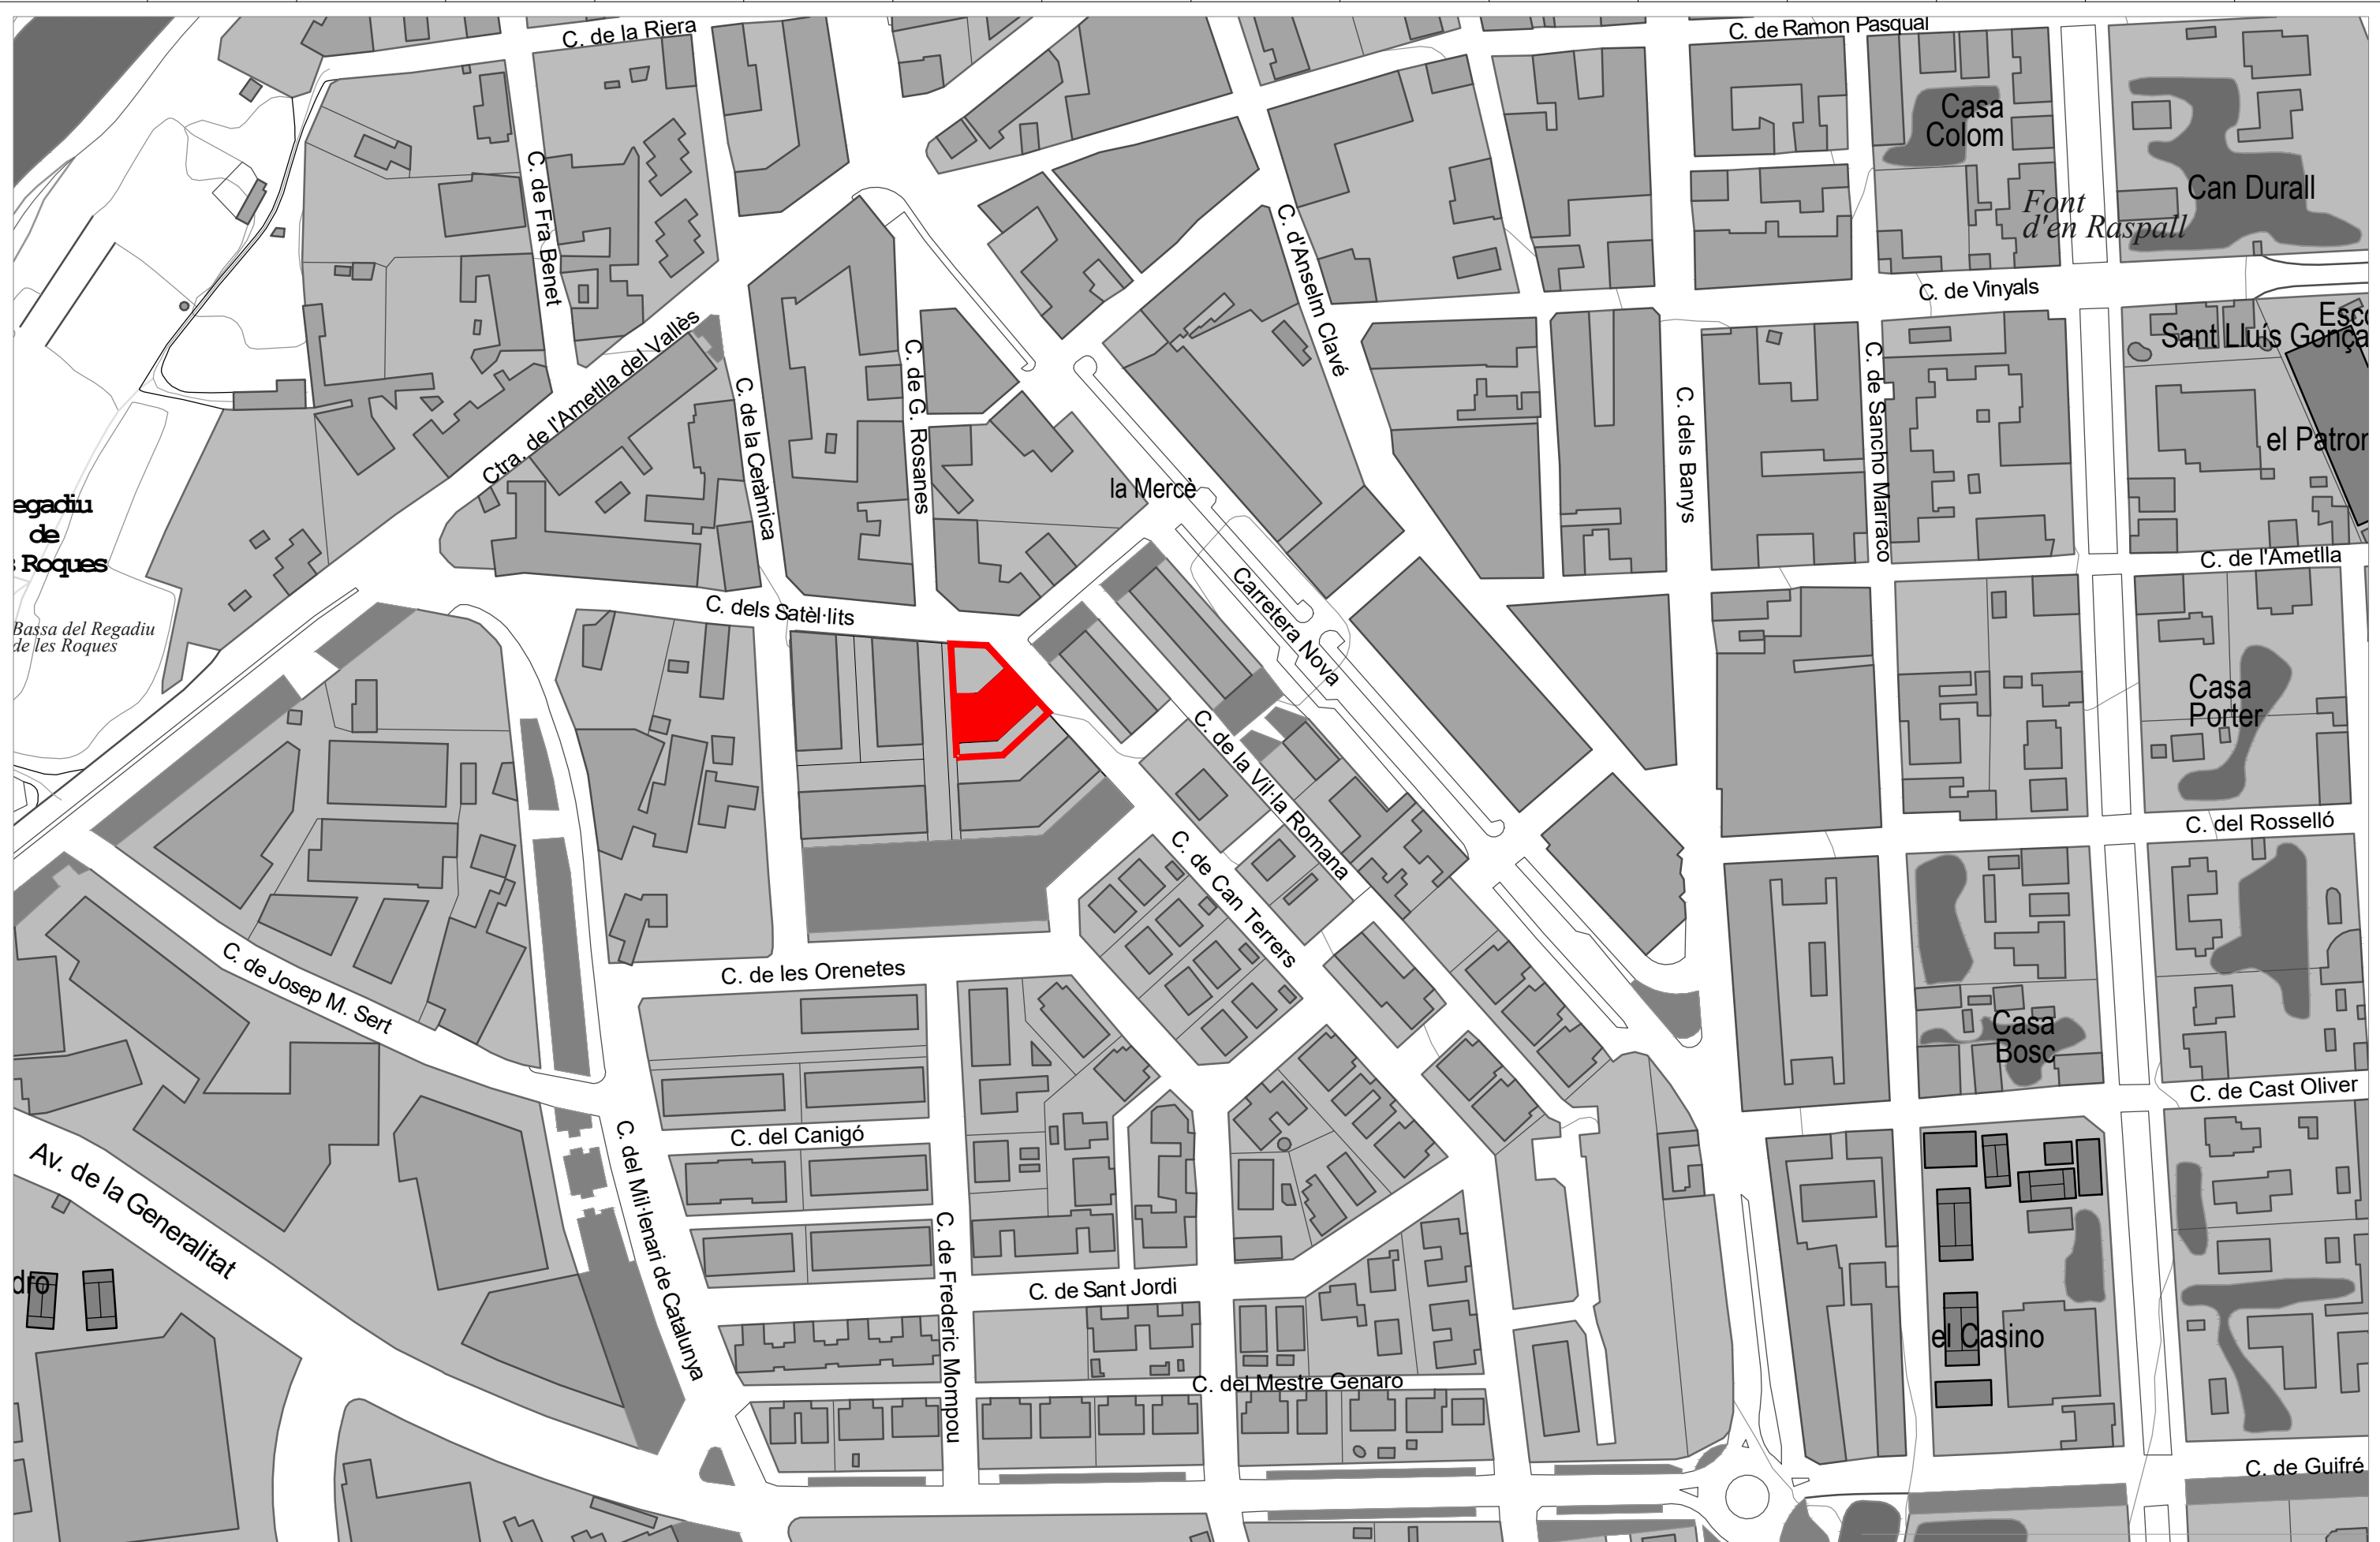 C. de la Riera
C. de Ramon Pasqual
Casa
Colom
Can Durall
Font
d'en Raspall
C. de Fra Benet
C. d'Anselm Clavé
C. de Vinyals
Sant Lluís Gonça
el Patron
Ctra. de l'Ametlla del Vallès
C. de la Ceràmica
C. de G. Rosanes
la Mercè
C. dels Banys
C. de Sancho Marraco
C. de l'Ametlla
egadiu
de
s Roques
Bassa del Regadiu
de les Roques
C. dels Satèl·lits
Carretera Nova
Casa
Porter
C. de la Vil·la Romana
C. del Rosselló
C. de Can Terrers
C. de Josep M. Sert
C. de les Orenetes
Casa
Bosc
C. de Cast Oliver
C. del Canigó
C. del Mil·lenari de Catalunya
Av. de la Generalitat
dro
C. de Frederic Mompou
C. de Sant Jordi
el Casino
C. del Mestre Genaro
C. de Guifré